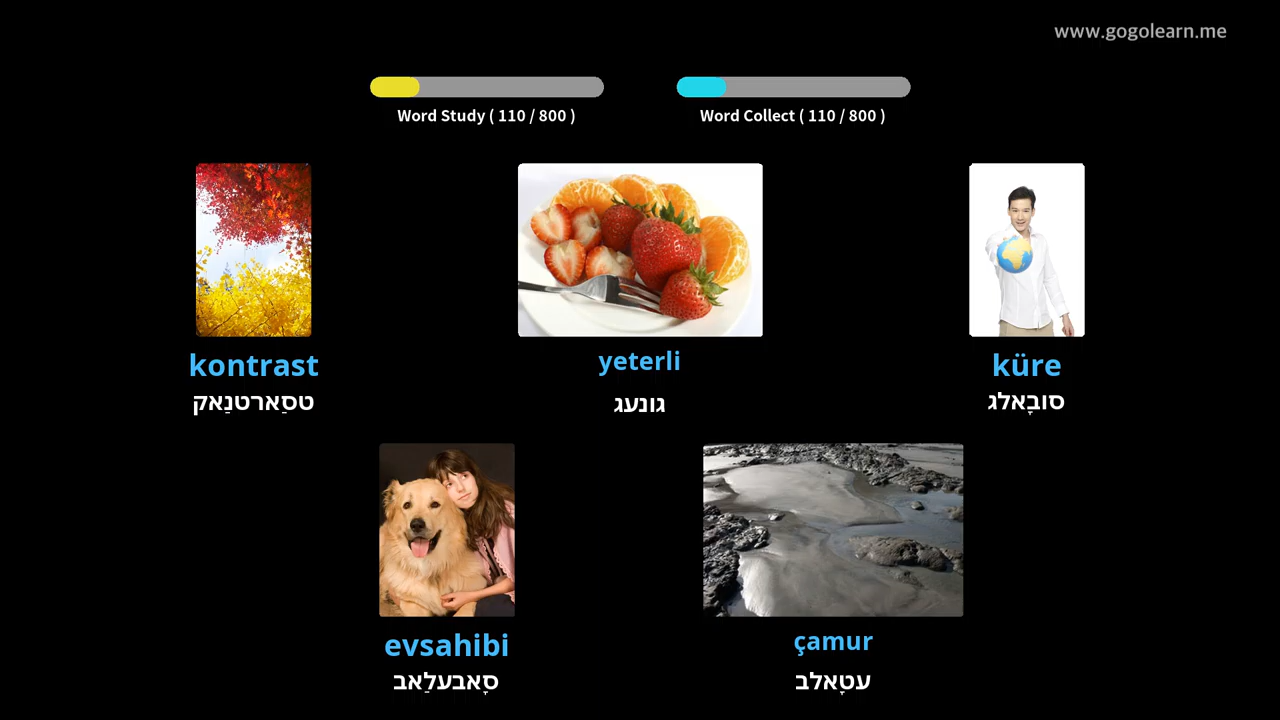 www.gogolearn.me
Word Study ( 110 / 800 )
Word Collect ( 110 / 800 )
kontrast
טסַארטנַאק
yeterli
גונעג
küre
סובָאלג
evsahibi
סָאבעלַאב
çamur
עטָאלב